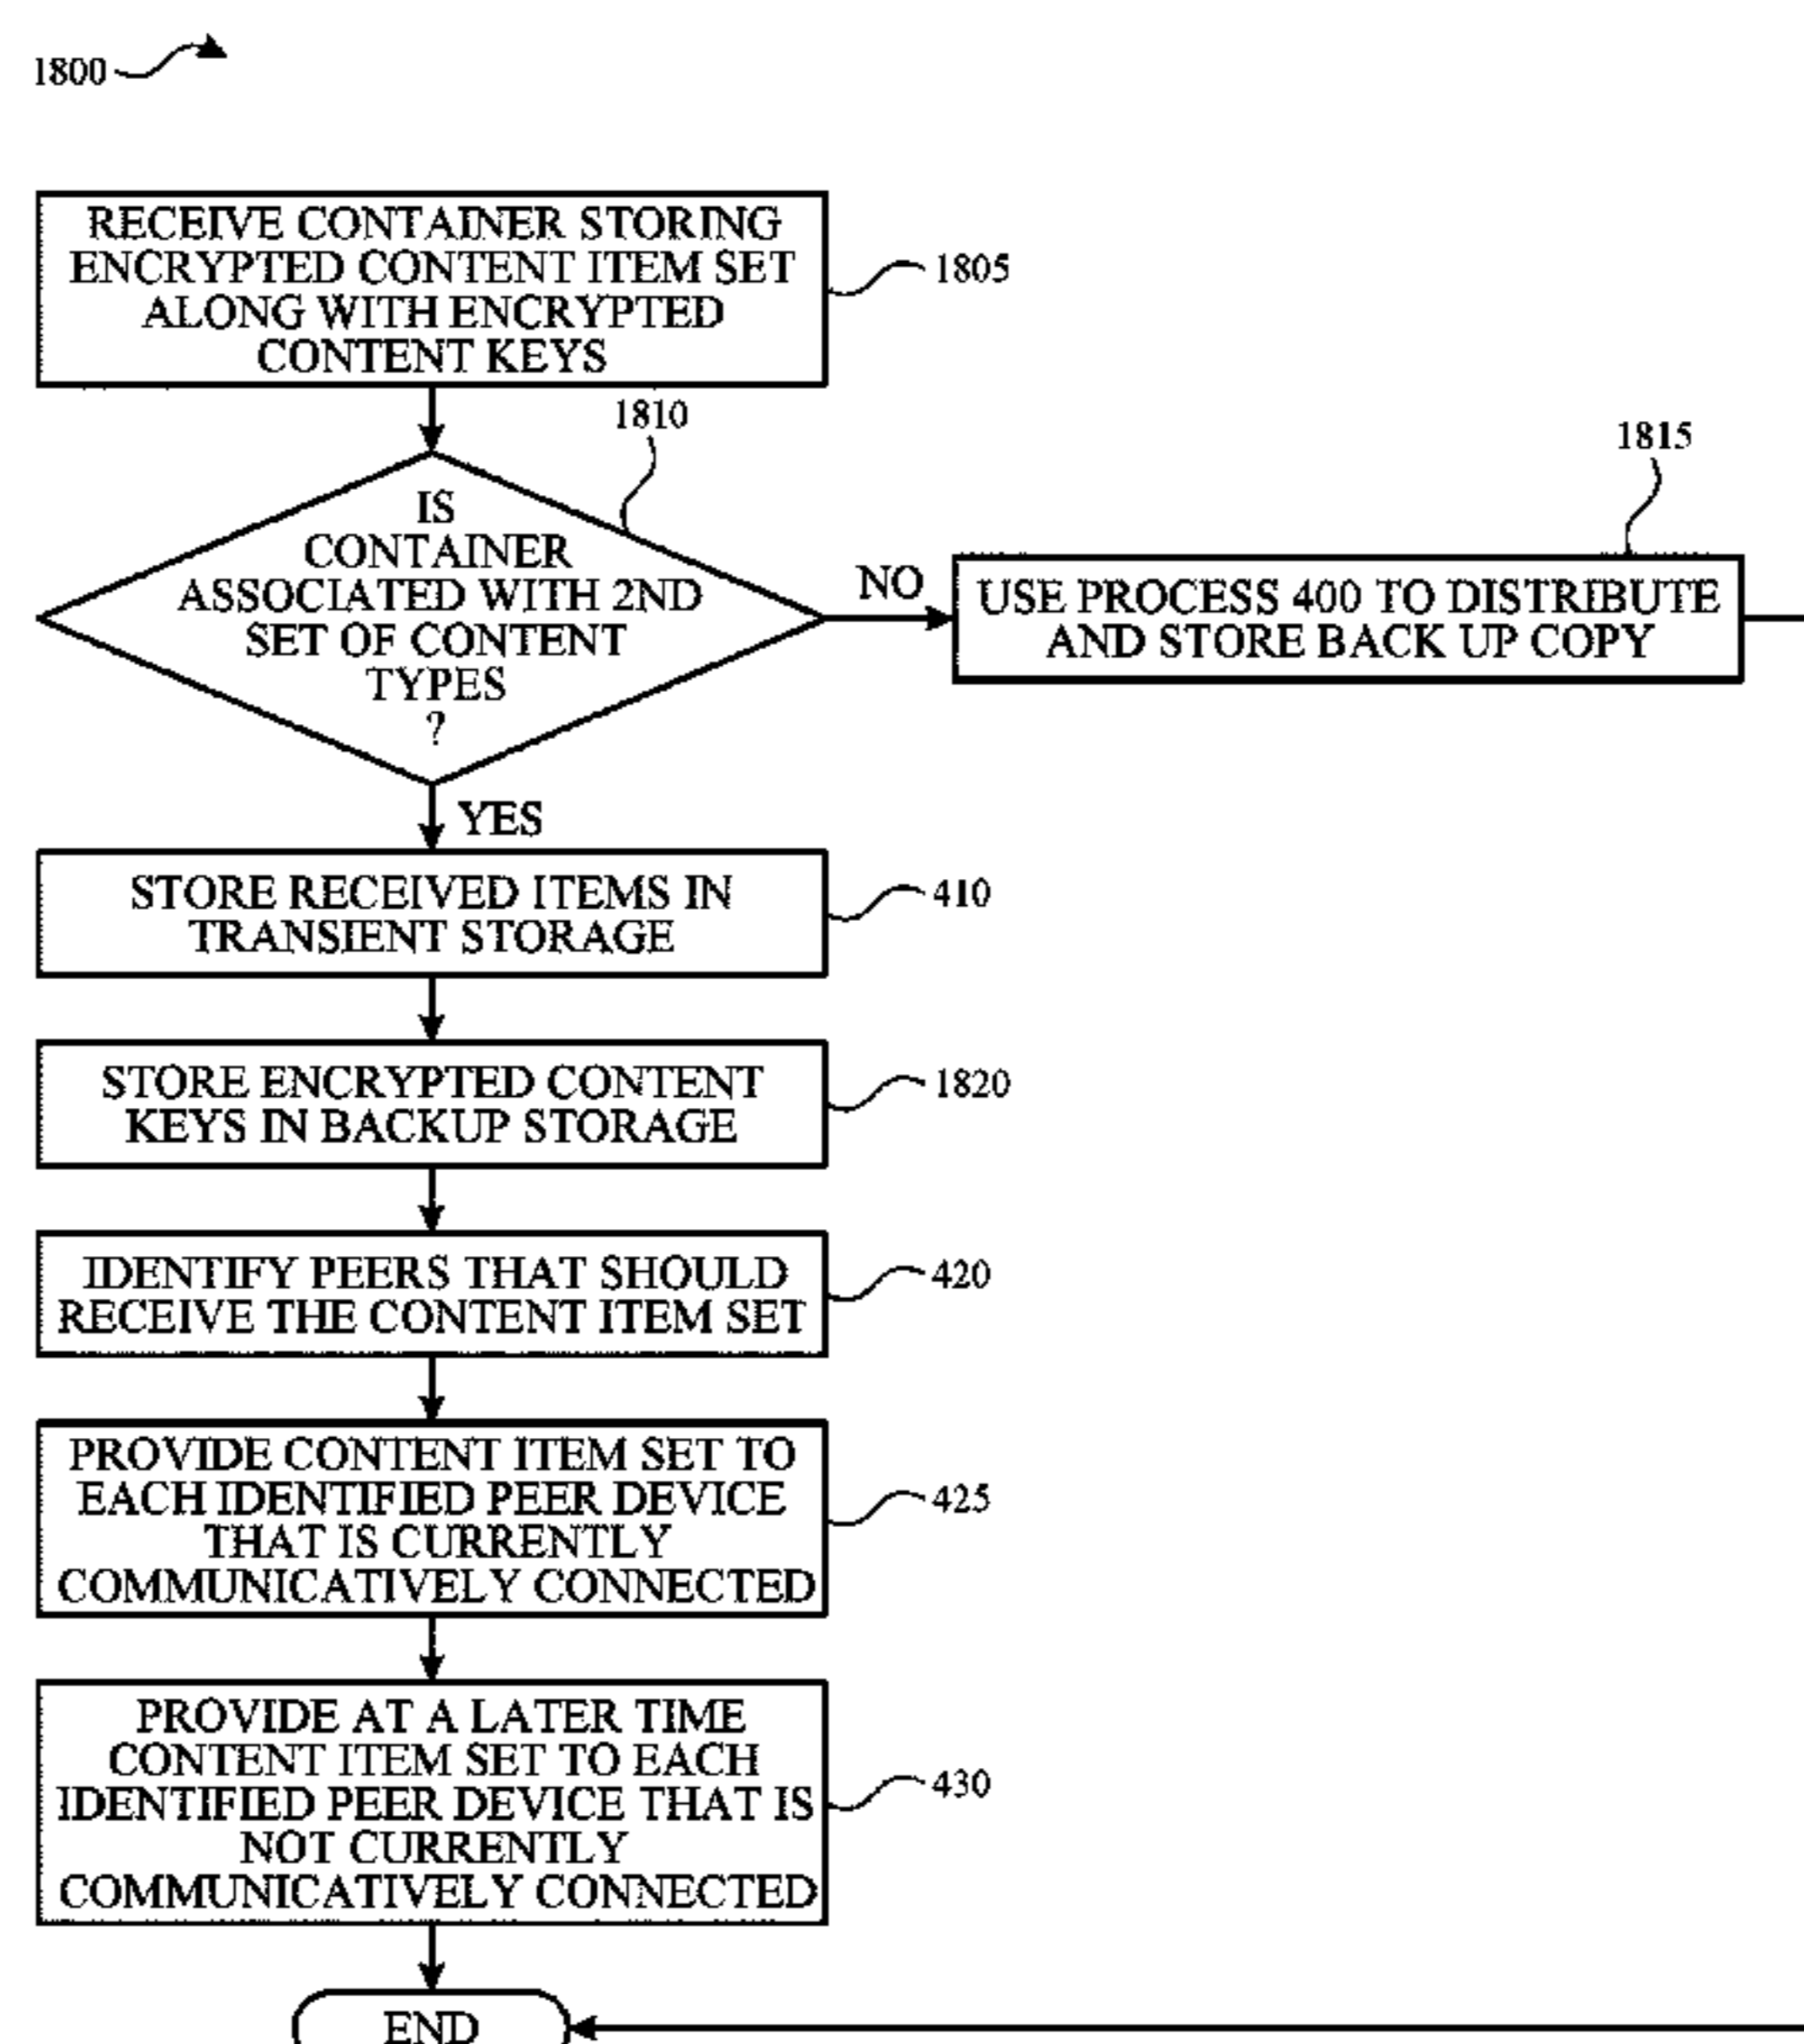 1800
RECEIVE CONTAINER STORING
ENCRYPTED CONTENT ITEM SET
ALONG WITH ENCRYPTED
CONTENT KEYS
1805
1810
IS
CONTAINER
ASSOCIATED WITH 2ND
SET OF CONTENT
TYPES
?
NO
1815
USE PROCESS 400 TO DISTRIBUTE
AND STORE BACK UP COPY
YES
STORE RECEIVED ITEMS IN
TRANSIENT STORAGE
410
STORE ENCRYPTED CONTENT
KEYS IN BACKUP STORAGE
1820
IDENTIFY PEERS THAT SHOULD
RECEIVE THE CONTENT ITEM SET
420
PROVIDE CONTENT ITEM SET TO
EACH IDENTIFIED PEER DEVICE
THAT IS CURRENTLY
COMMUNICATIVELY CONNECTED
425
PROVIDE AT A LATER TIME
CONTENT ITEM SET TO EACH
IDENTIFIED PEER DEVICE THAT IS
NOT CURRENTLY
COMMUNICATIVELY CONNECTED
430
END